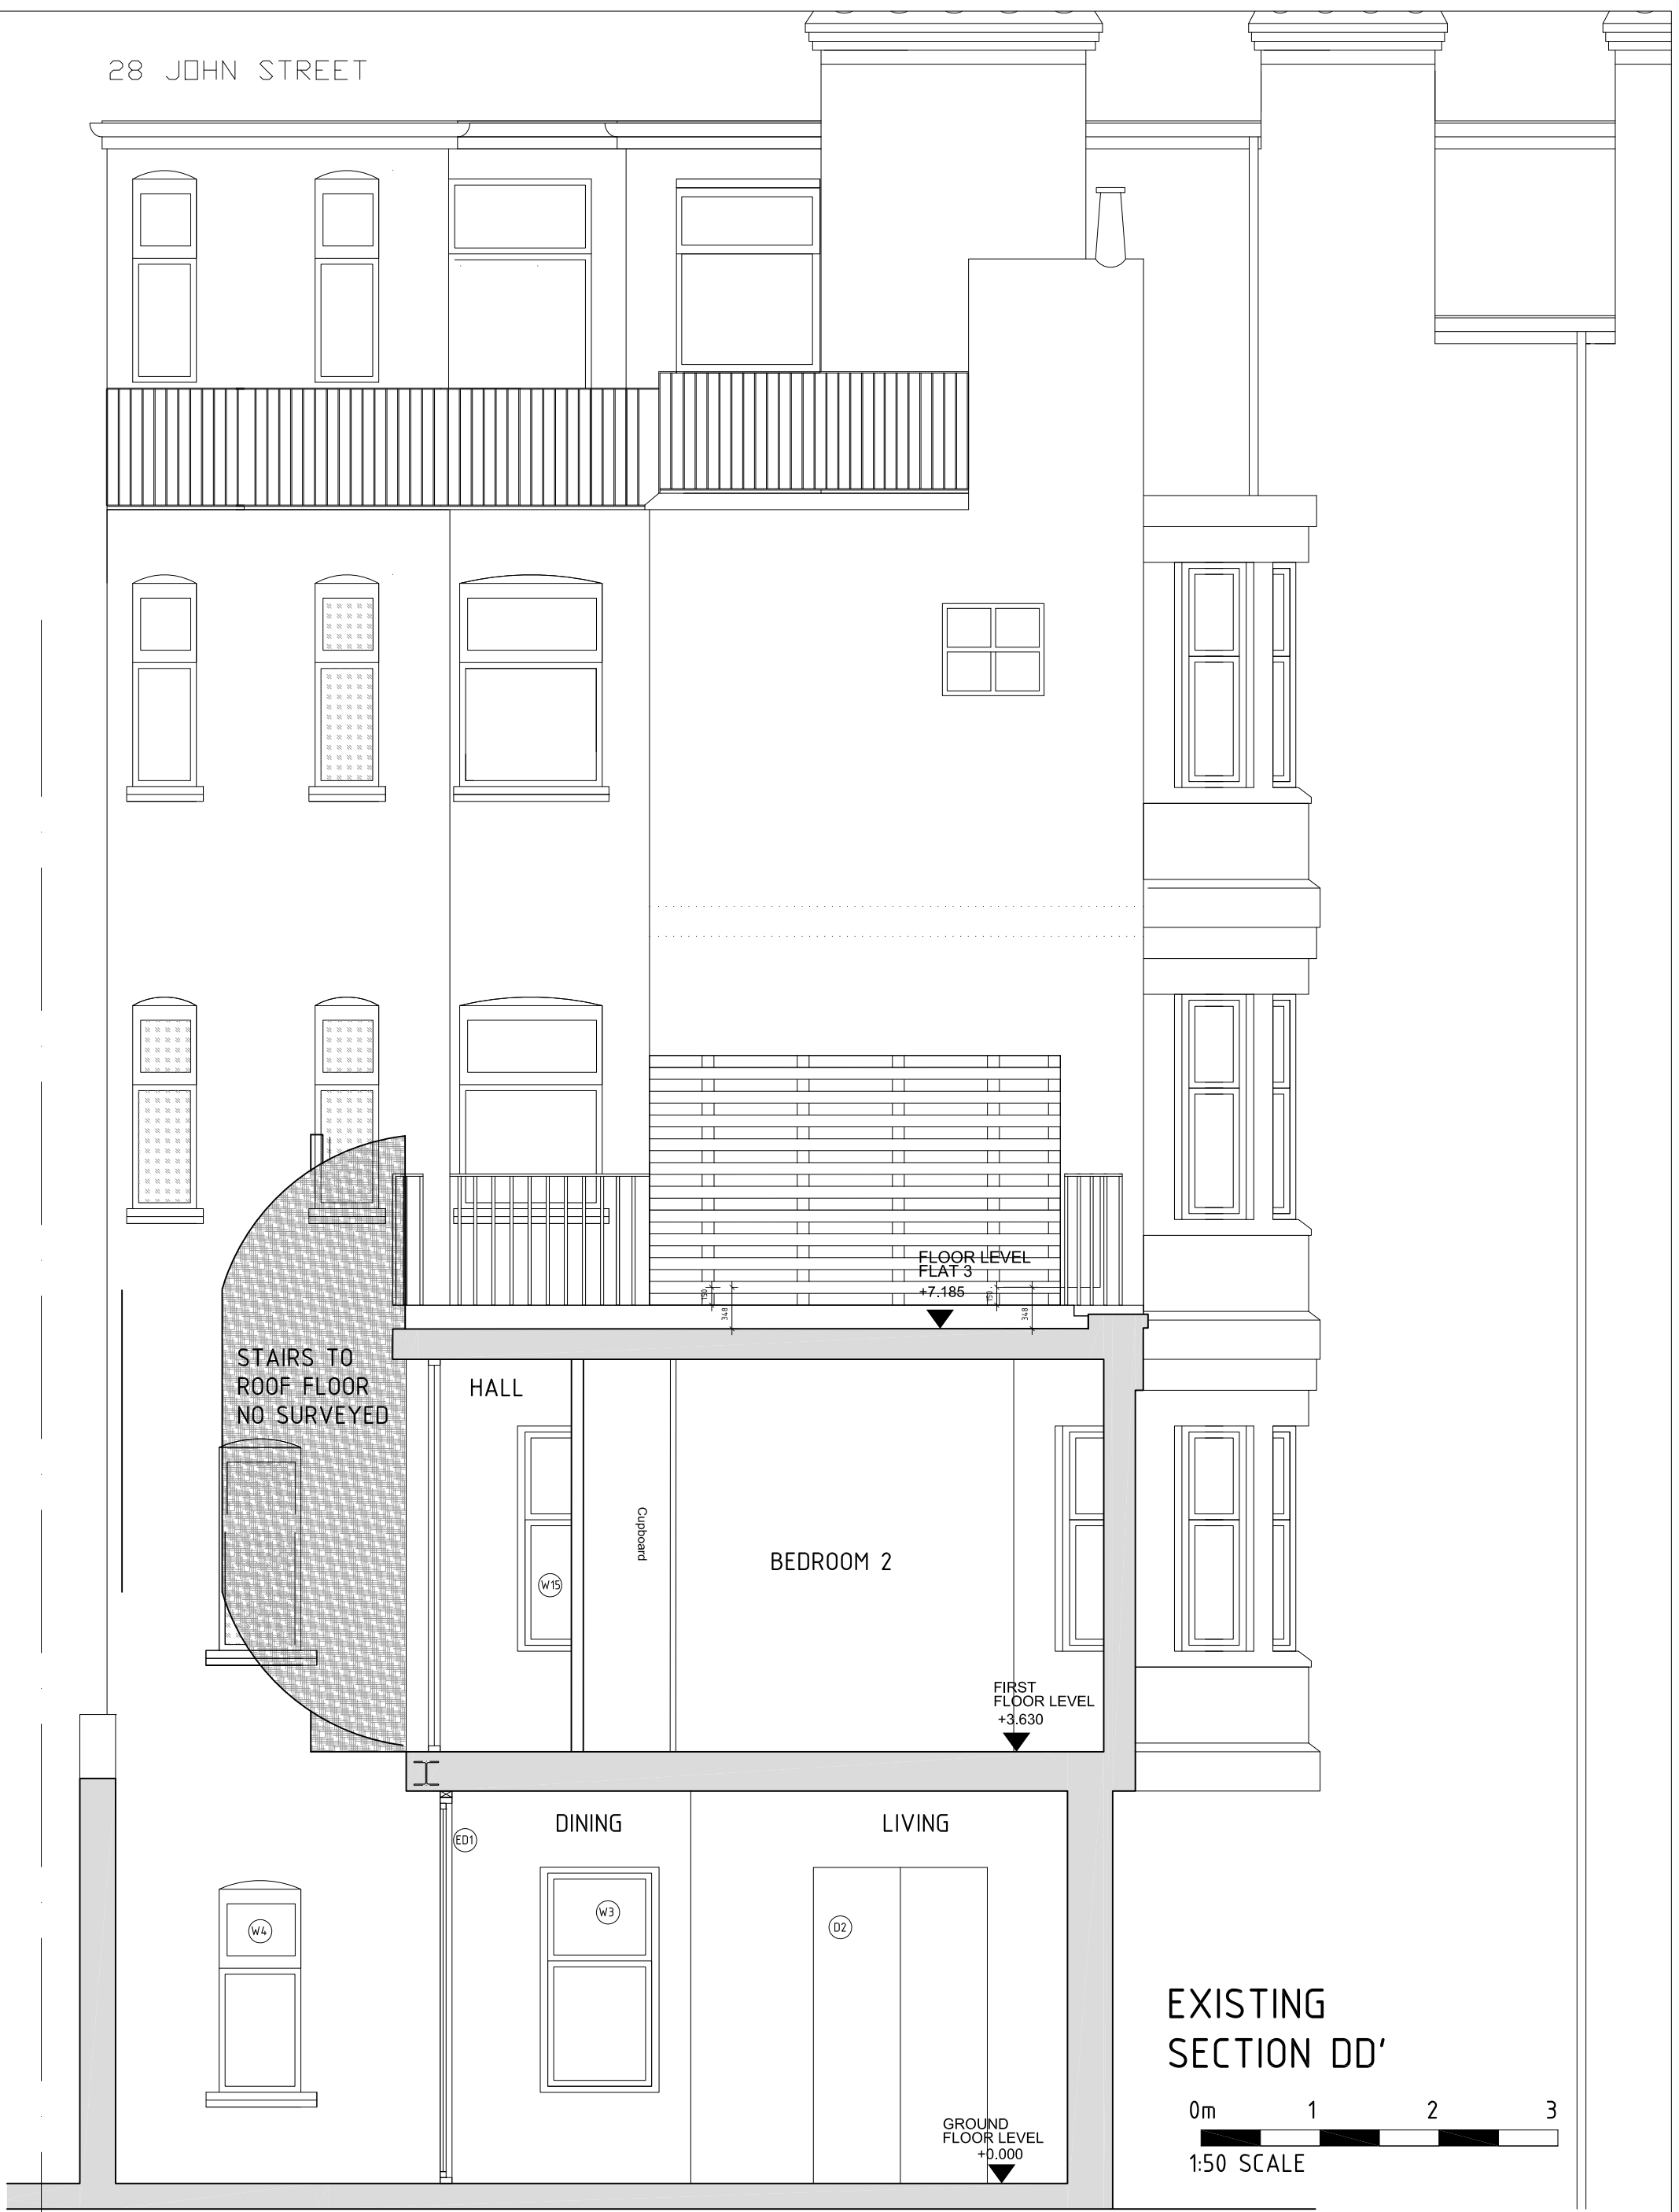 28 JOHN STREET
FLOOR LEVEL
FLAT 3
+7.185
150
348
150
348
STAIRS TO
ROOF FLOOR
NO SURVEYED
HALL
Cupboard
W15
BEDROOM 2
FIRST
FLOOR LEVEL
+3.630
DINING
LIVING
ED1
W3
W4
D2
EXISTING
SECTION DD'
0m 1 2 3
1:50 SCALE
GROUND
FLOOR LEVEL
+0.000